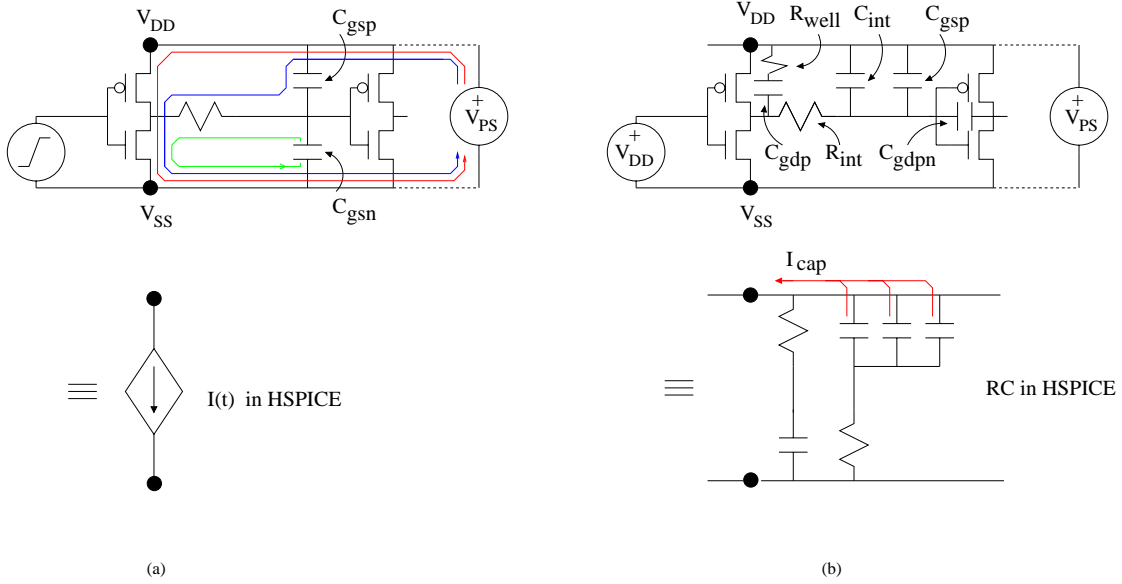 V_DD
C_gsp
+
V_PS
V_SS
C_gsn
I(t) in HSPICE
(a)
V_DD
R_well
C_int
C_gsp
+
V_DD
C_gdp
R_int
C_gdpn
+
V_PS
V_SS
I_cap
RC in HSPICE
(b)